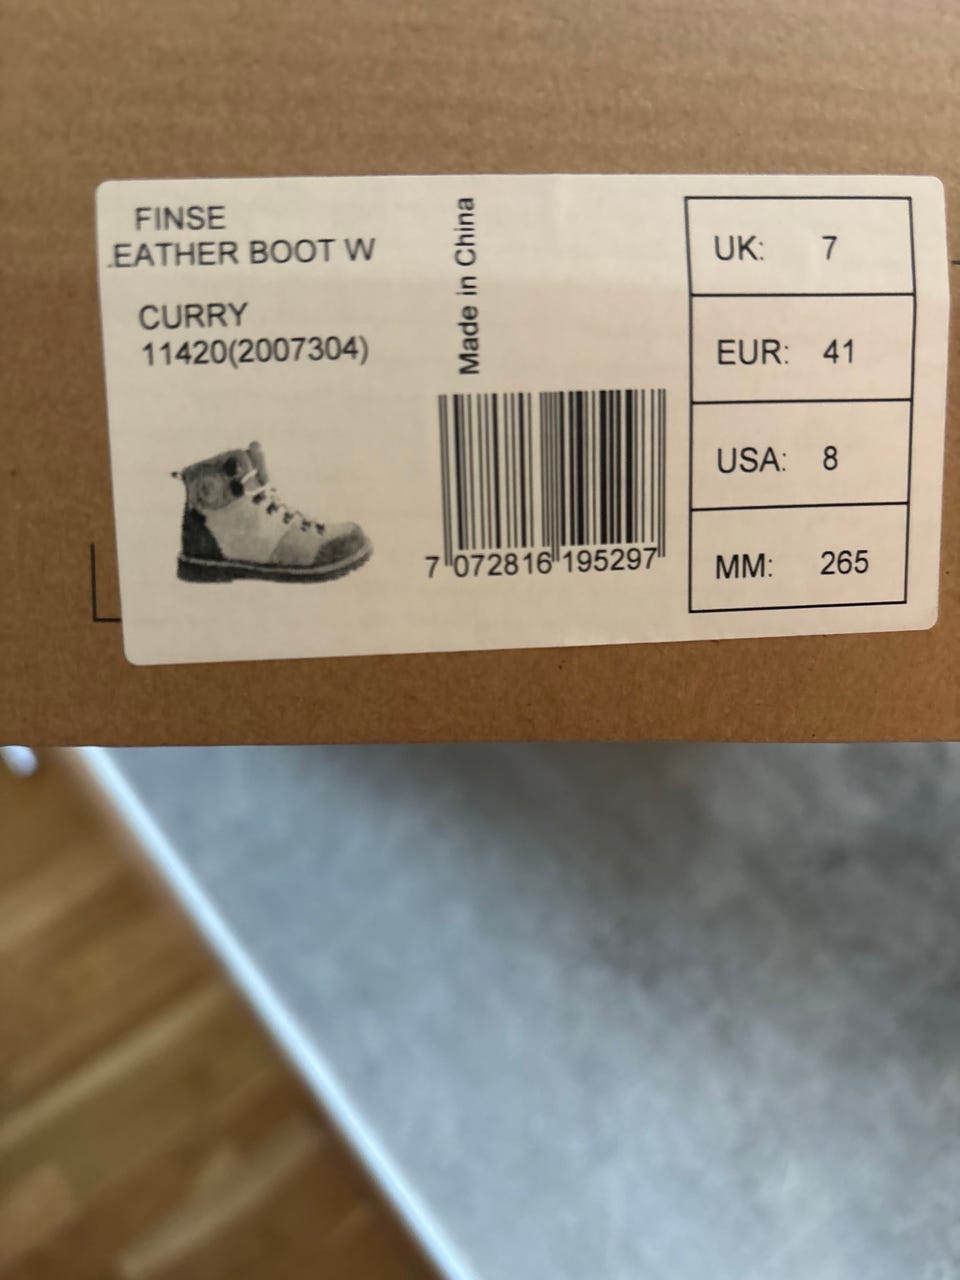 FINSE
.EATHER BOOT W
CURRY
11420(2007304)
Made in China
7 072816 195297
UK: 7
EUR: 41
USA: 8
MM: 265